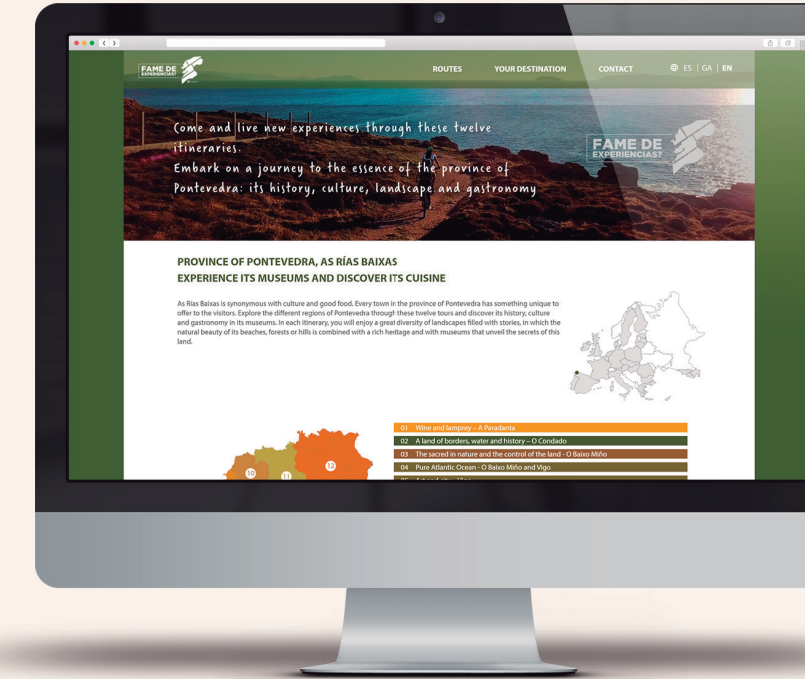 FAME DE
EXPERIENCIAS?
ROUTES
YOUR DESTINATION
CONTACT
ES | GA | EN
Come and live new experiences through these twelve
itineraries.
Embark on a journey to the essence of the province of
Pontevedra: its history, culture, landscape and gastronomy
FAME DE
EXPERIENCIAS?
PROVINCE OF PONTEVEDRA, AS RÍAS BAIXAS
EXPERIENCE ITS MUSEUMS AND DISCOVER ITS CUISINE
As Rías Baixas is synonymous with culture and good food. Every town in the province of Pontevedra has something unique to
offer to the visitors. Explore the different regions of Pontevedra through these twelve tours and discover its history, culture
and gastronomy in its museums. In each itinerary, you will enjoy a great diversity of landscapes filled with stories, in which the
natural beauty of its beaches, forests or hills is combined with a rich heritage and with museums that unveil the secrets of this
land.
10
11
12
01 Wine and lamprey – A Paradanta
02 A land of borders, water and history – O Condado
03 The sacred in nature and the control of the land - O Baixo Miño
04 Pure Atlantic Ocean - O Baixo Miño and Vigo